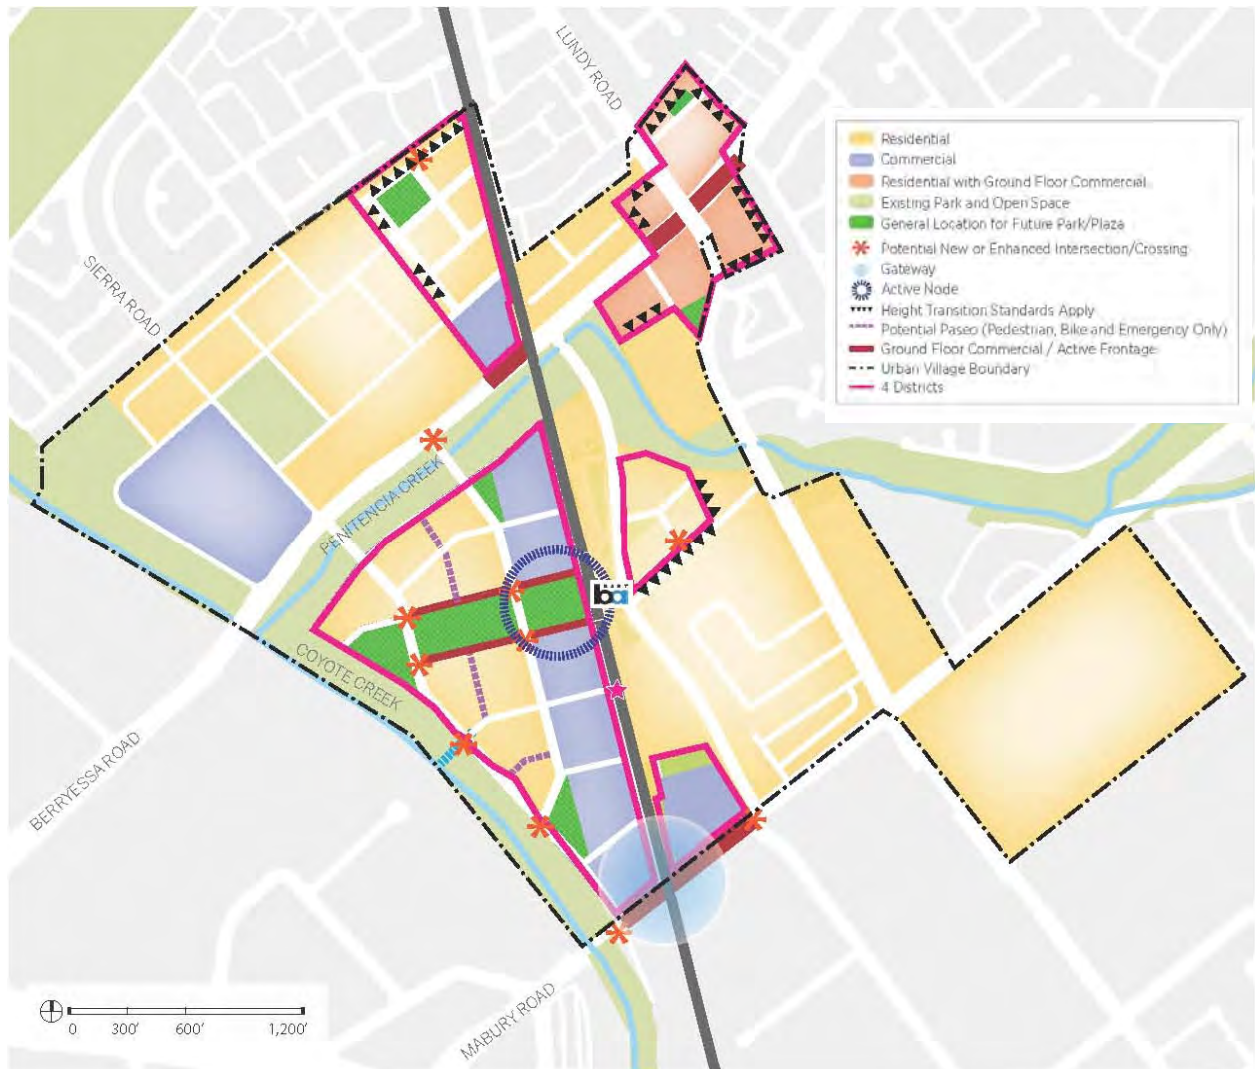 LUNDY ROAD
Residential
Commercial
Residential with Ground Floor Commercial
Existing Park and Open Space
General Location for Future Park/Plaza
Potential New or Enhanced Intersection/Crossing
Gateway
Active Node
Height Transition Standards Apply
Potential Paseo (Pedestrian, Bike and Emergency Only)
Ground Floor Commercial / Active Frontage
Urban Village Boundary
4 Districts
SIERRA ROAD
PENITENCIA CREEK
ba
COYOTE CREEK
BERRYESSA ROAD
MABURY ROAD
0 300' 600' 1,200'